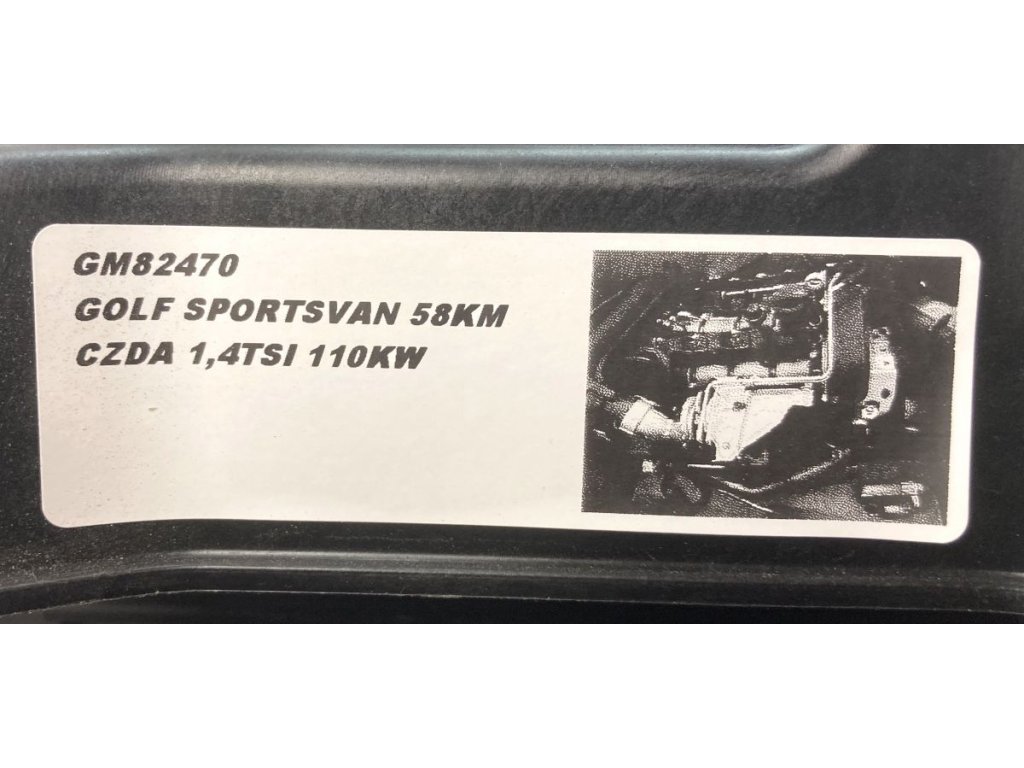 GM82470
GOLF SPORTSVAN 58KM
CZDA 1,4TSI 110KW